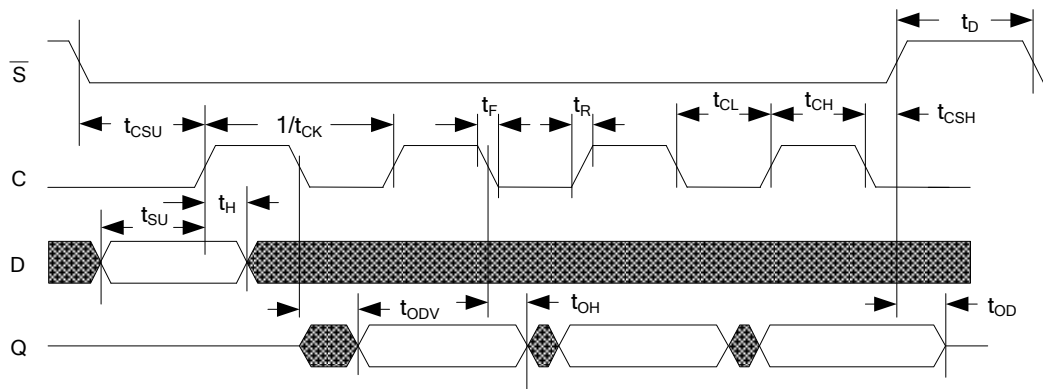 t_D
S̅
t_F t_R t_CL t_CH
t_CSU 1/t_CK t_CSH
C
t_SU t_H
D
t_ODV t_OH t_OD
Q